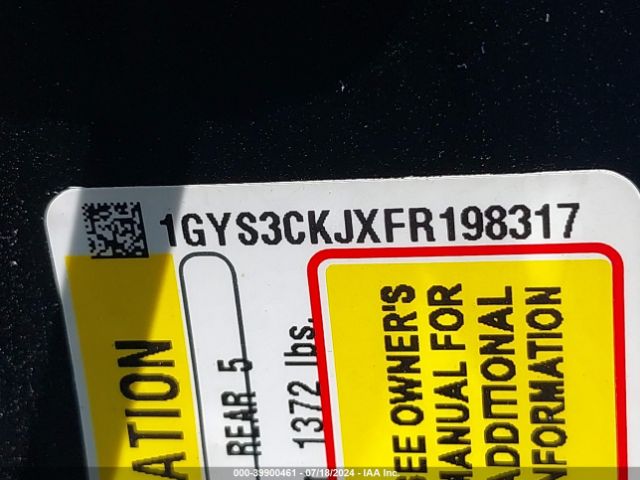 1GYS3CKJXFR198317
ATION
REAR 5
1372 lbs.
SEE OWNER'S
MANUAL FOR
ADDITIONAL
INFORMATION
000-39900461 - 07/18/2024 - IAA Inc.